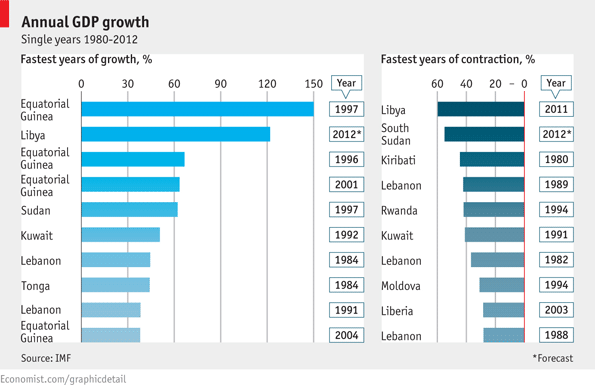 Annual GDP growth
Single years 1980-2012
Fastest years of growth, %
0 30 60 90 120 150 Year
Equatorial
Guinea 1997
Libya 2012*
Equatorial
Guinea 1996
Equatorial
Guinea 2001
Sudan 1997
Kuwait 1992
Lebanon 1984
Tonga 1984
Lebanon 1991
Equatorial
Guinea 2004
Fastest years of contraction, %
60 40 20 – 0 Year
Libya 2011
South
Sudan 2012*
Kiribati 1980
Lebanon 1989
Rwanda 1994
Kuwait 1991
Lebanon 1982
Moldova 1994
Liberia 2003
Lebanon 1988
Source: IMF
*Forecast
Economist.com/graphicdetail